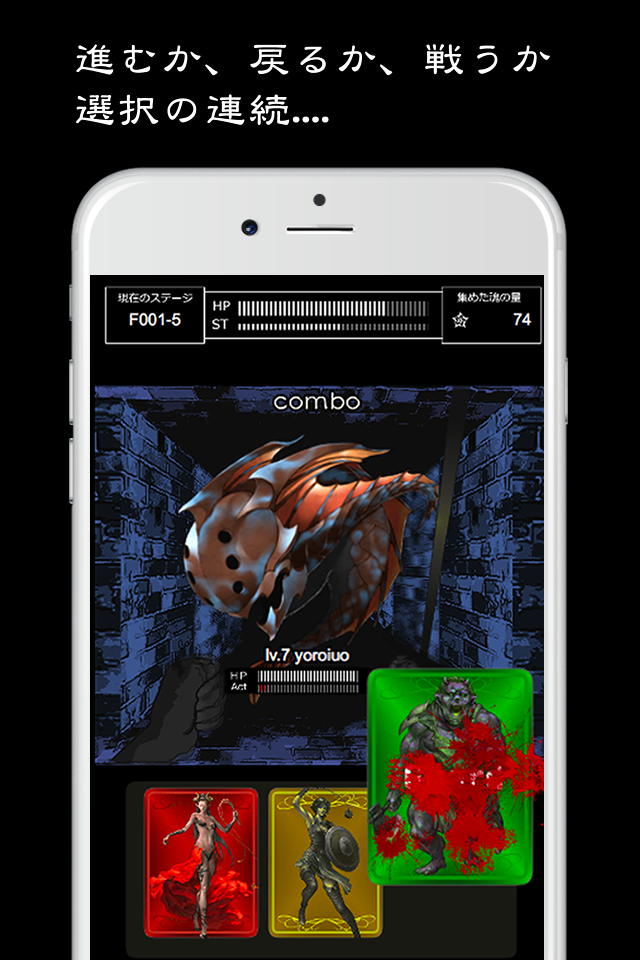 進むか、戻るか、戦うか
選択の連続....
現在のステージ
F001-5
HP
ST
集めた魂の量
74
combo
lv.7 yoroiuo
HP
Act